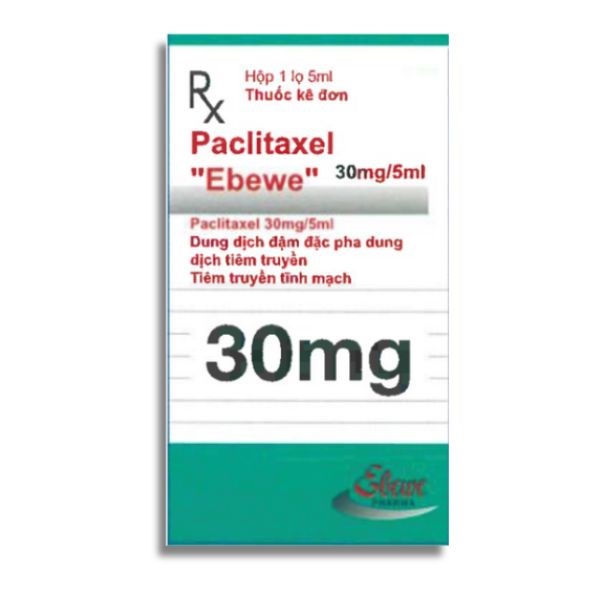 Rx
Hộp 1 lọ 5ml
Thuốc kê đơn
Paclitaxel
"Ebewe" 30mg/5ml
Paclitaxel 30mg/5ml
Dung dịch đậm đặc pha dung
dịch tiêm truyền
Tiêm truyền tĩnh mạch
30mg
Ebewe
PHARMA